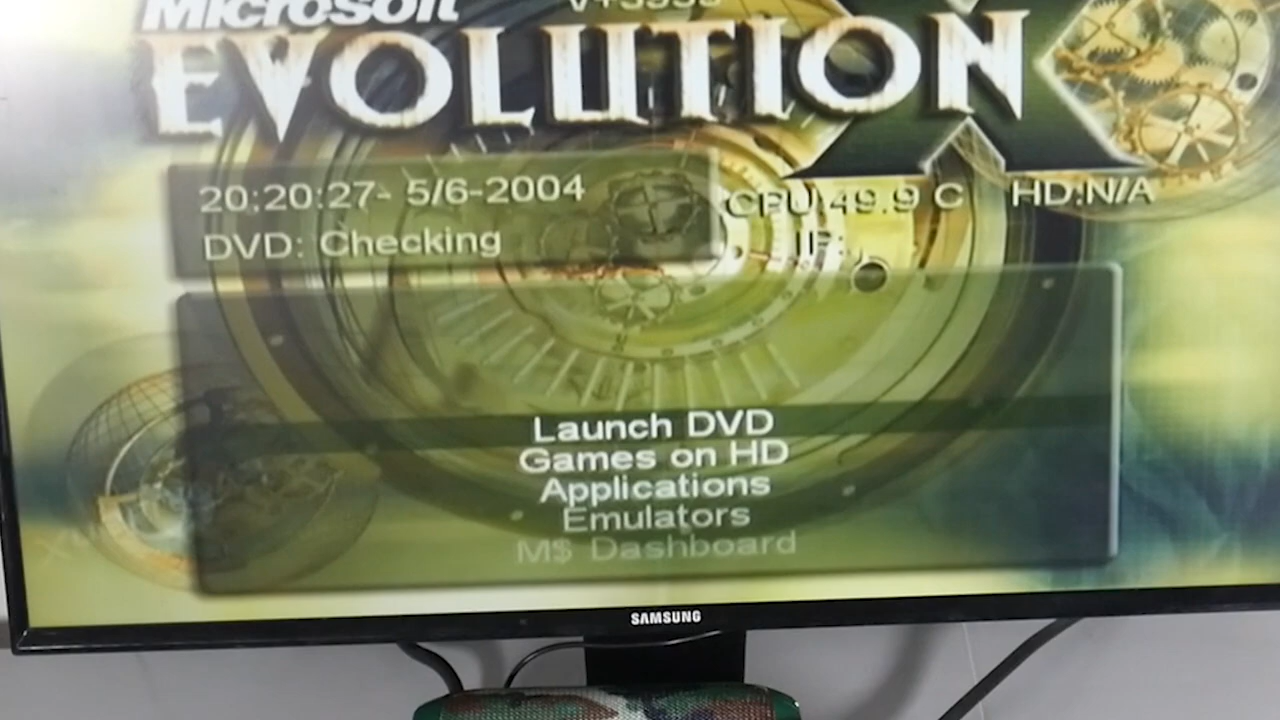 Microsoft
EVOLUTION X
20:20:27- 5/6-2004
CPU:49.9 C HD:N/A
DVD: Checking
IP:
Launch DVD
Games on HD
Applications
Emulators
M$ Dashboard
SAMSUNG